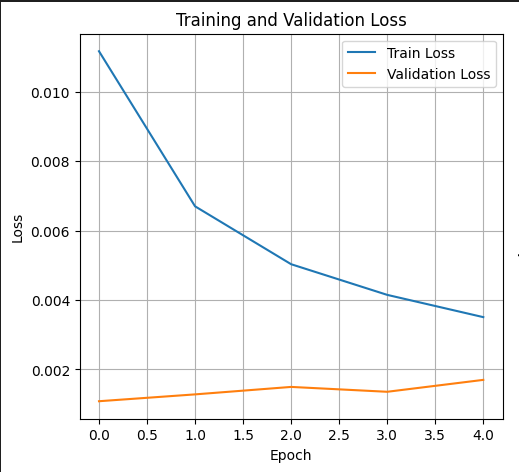 Training and Validation Loss
Train Loss
Validation Loss
0.010
0.008
0.006
0.004
0.002
Loss
0.0 0.5 1.0 1.5 2.0 2.5 3.0 3.5 4.0
Epoch